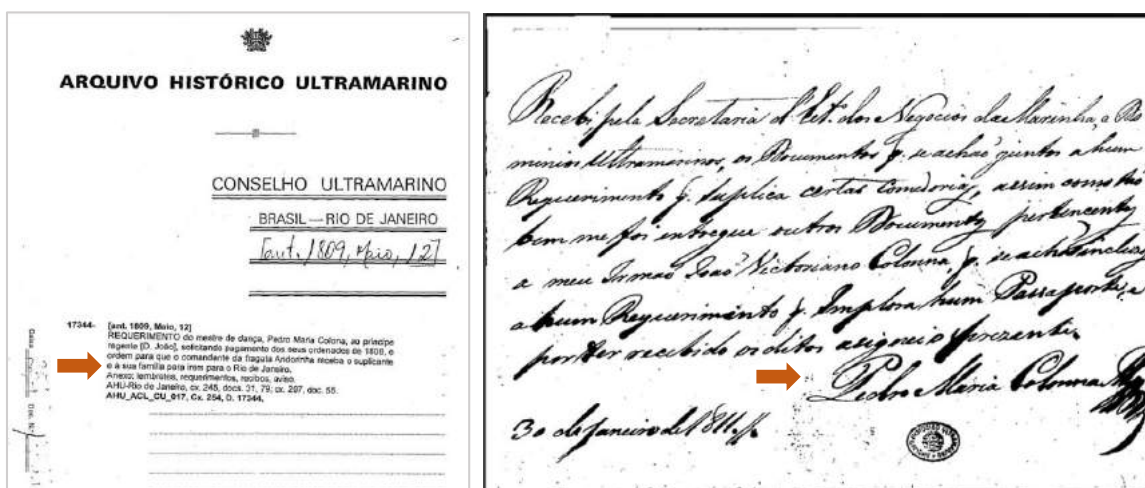 ARQUIVO HISTÓRICO ULTRAMARINO
CONSELHO ULTRAMARINO
BRASIL — RIO DE JANEIRO
[ant. 1809, Maio, 12]
17344- [ant. 1809, Maio, 12]
REQUERIMENTO do mestre de dança, Pedro Maria Colona, ao príncipe
regente [D. João], solicitando pagamento dos seus ordenados de 1808, e
ordem para que o comandante da fragata Andorinha receba o suplicante
e à sua família para irem para o Rio de Janeiro.
Anexo: lembretes, requerimentos, recibos, aviso.
AHU-Rio de Janeiro, cx. 245, docs. 31, 79; cx. 207, doc. 55.
AHU_ACL_CU_017, Cx. 254, D. 17344.
Recebi pela Secretaria d'Est.º dos Negocios da Marinha, e Do
minios Ultramarinos, os Documentos q. se achaõ juntos a hum
Requerimento q. suplica certas Comedorias, assim como tão
bem me foi entregue outros Documentos pertencentes
a meu Irmaõ Joaõ Victoriano Colonna, q. se achaõ incluzos
a hum Requerimento q. Implora hum Passaporte, e
por ter recebido os ditos asigno o prezente.
Pedro Maria Colonna
30 de Janeiro de 1811